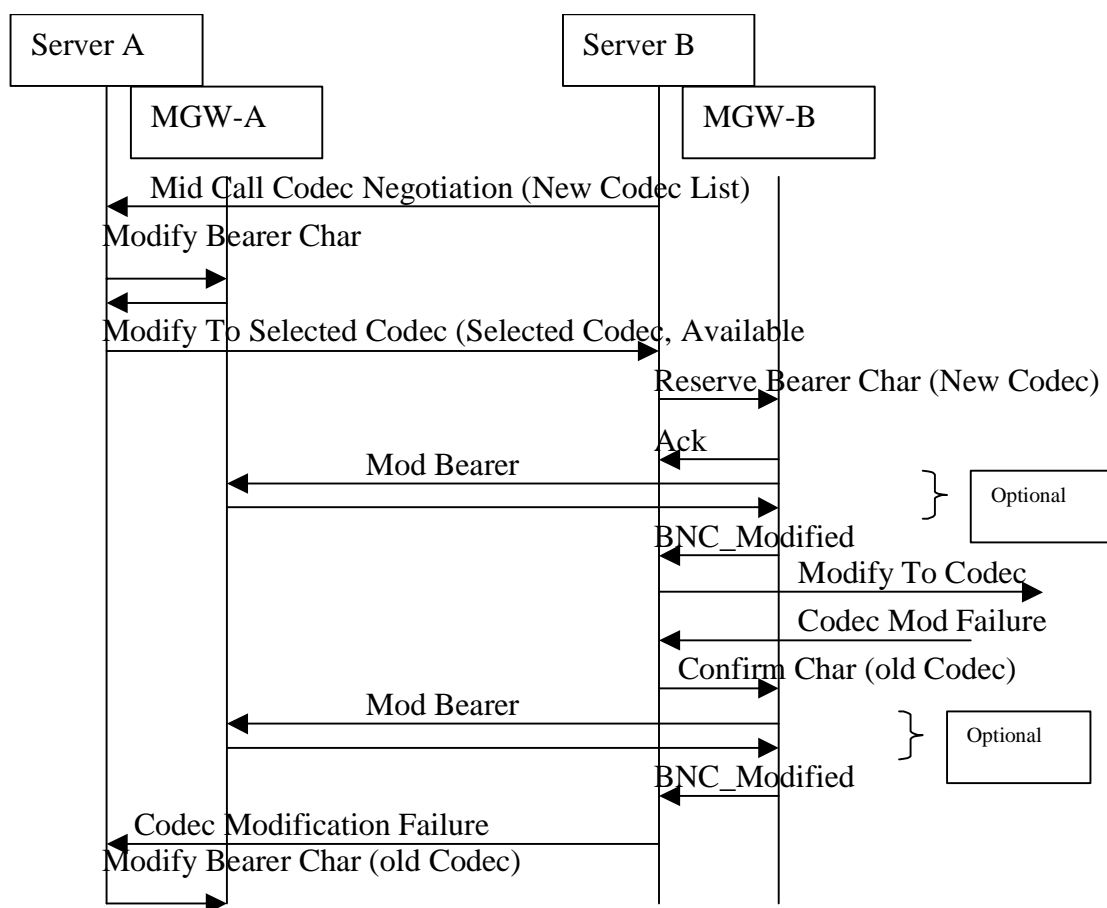 Server A
Server B
MGW-A
MGW-B
Mid Call Codec Negotiation (New Codec List)
Modify Bearer Char
Modify To Selected Codec (Selected Codec, Available
Reserve Bearer Char (New Codec)
Ack
Mod Bearer
Optional
BNC_Modified
Modify To Codec
Codec Mod Failure
Confirm Char (old Codec)
Mod Bearer
Optional
BNC_Modified
Codec Modification Failure
Modify Bearer Char (old Codec)